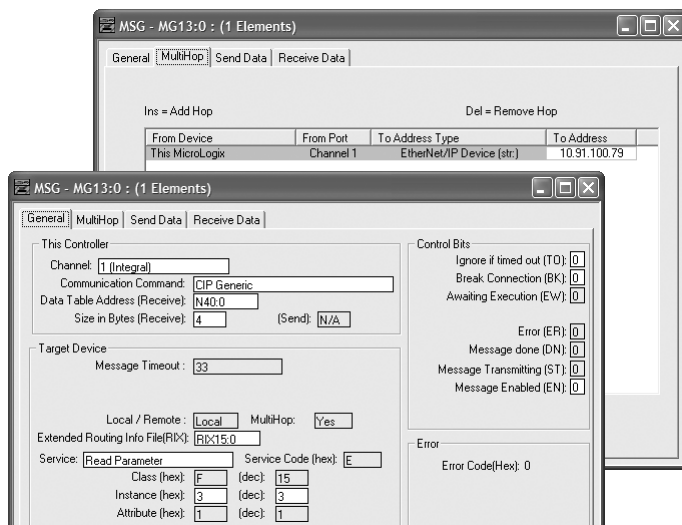 MSG - MG13:0 : (1 Elements)
General MultiHop Send Data Receive Data
Ins = Add Hop Del = Remove Hop
From Device From Port To Address Type To Address
This MicroLogix Channel 1 EtherNet/IP Device (str:) 10.91.100.79
MSG - MG13:0 : (1 Elements)
General MultiHop Send Data Receive Data
This Controller
Channel: 1 (Integral)
Communication Command: CIP Generic
Data Table Address (Receive): N40:0
Size in Bytes (Receive): 4 (Send): N/A
Target Device
Message Timeout : 33
Local / Remote : Local MultiHop: Yes
Extended Routing Info File(RIX): RIX15:0
Service: Read Parameter Service Code (hex): E
Class (hex): F (dec): 15
Instance (hex): 3 (dec): 3
Attribute (hex): 1 (dec): 1
Control Bits
Ignore if timed out (TO): 0
Break Connection (BK): 0
Awaiting Execution (EW): 0
Error (ER): 0
Message done (DN): 0
Message Transmitting (ST): 0
Message Enabled (EN): 0
Error
Error Code(Hex): 0